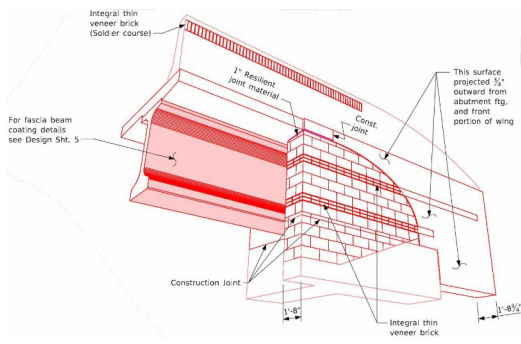 Integral thin
veneer brick
(Soldier course)
1" Resilient
joint material
Const.
joint
This surface
projected ¾"
outward from
abutment ftg,
and front
portion of wing
For fascia beam
coating details
see Design Sht. 5
Construction Joint
1'-8"
Integral thin
veneer brick
1'-8¾"